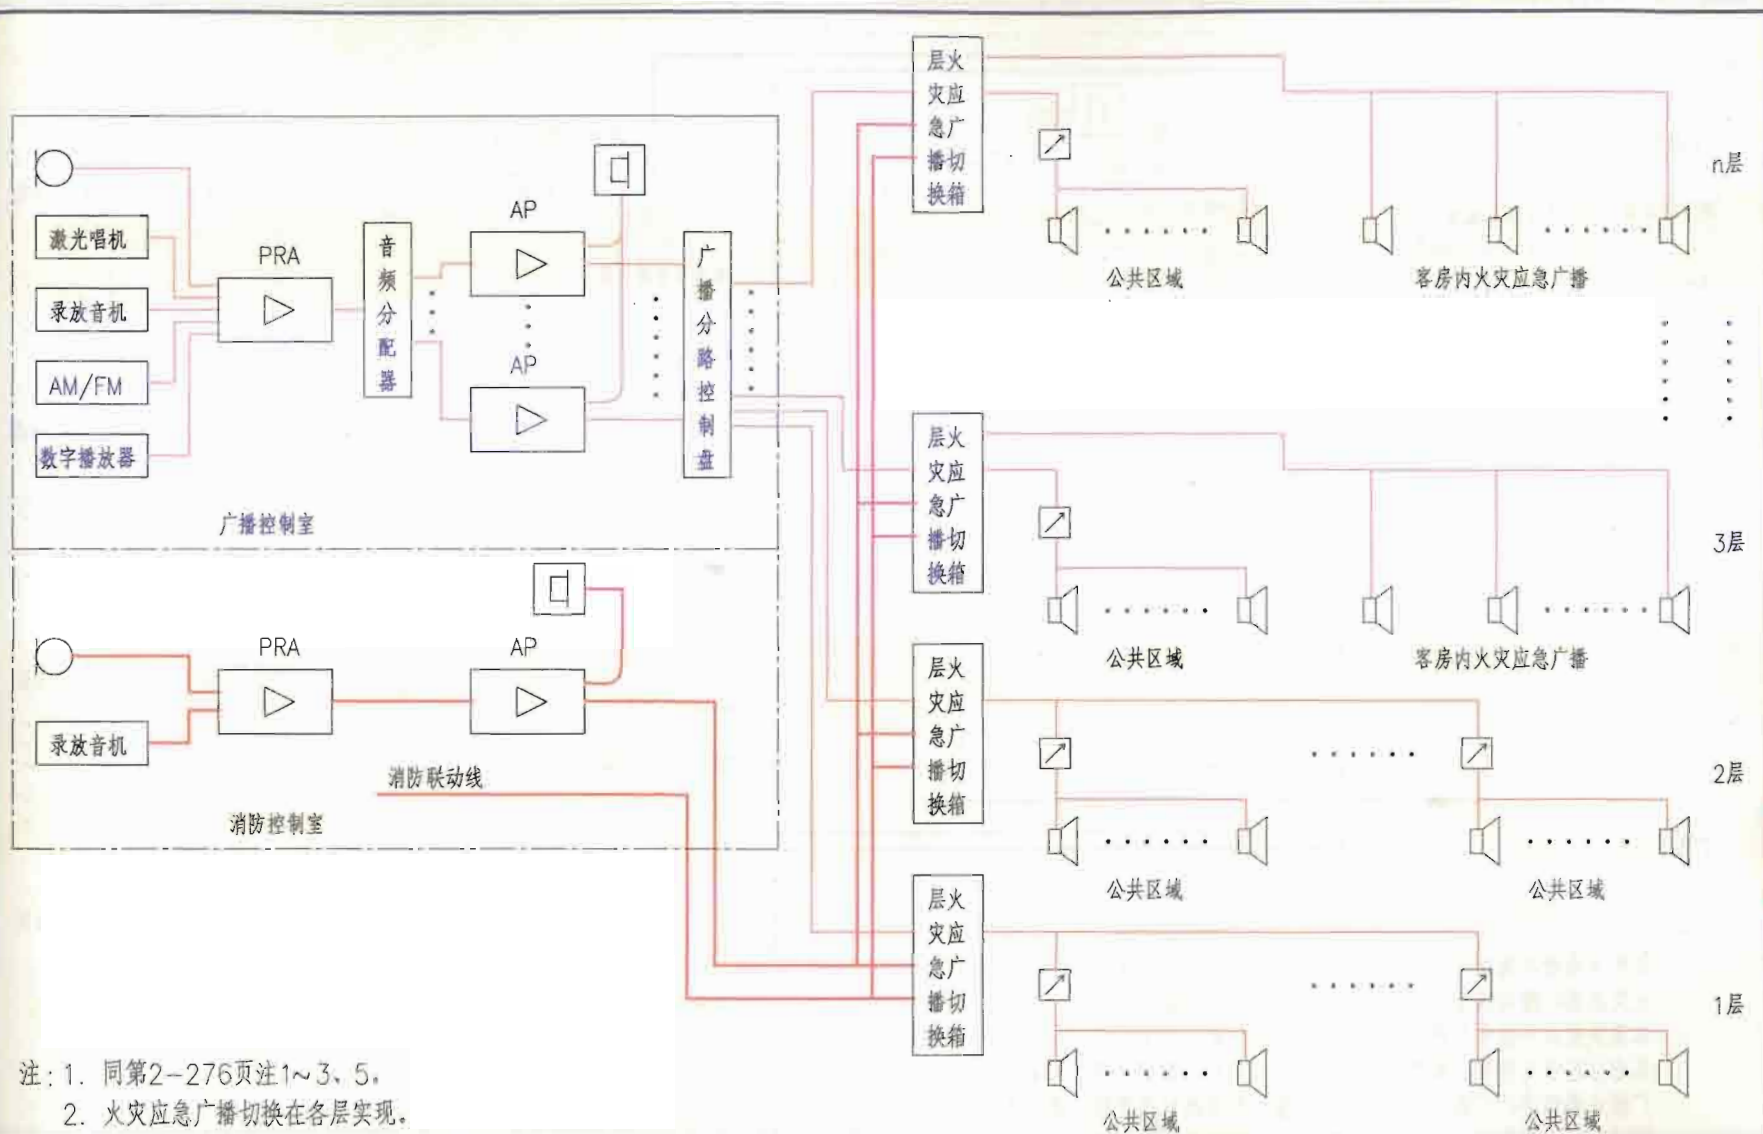 激光唱机
录放音机
AM/FM
数字播放器
PRA
音频分配器
AP
AP
广播分路控制盘
广播控制室
录放音机
PRA
AP
消防联动线
消防控制室
层火
灾应
急广
播切
换箱
公共区域
客房内火灾应急广播
n层
层火
灾应
急广
播切
换箱
公共区域
客房内火灾应急广播
3层
层火
灾应
急广
播切
换箱
公共区域
公共区域
2层
层火
灾应
急广
播切
换箱
公共区域
公共区域
1层
注：1. 同第2-276页注1~3、5。
2. 火灾应急广播切换在各层实现。